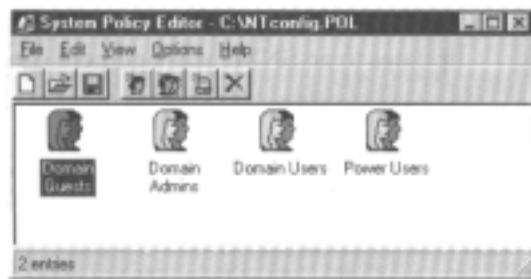 System Policy Editor - C:\NTconfig.POL
File Edit View Options Help
Domain Guests
Domain Admins
Domain Users
Power Users
2 entries